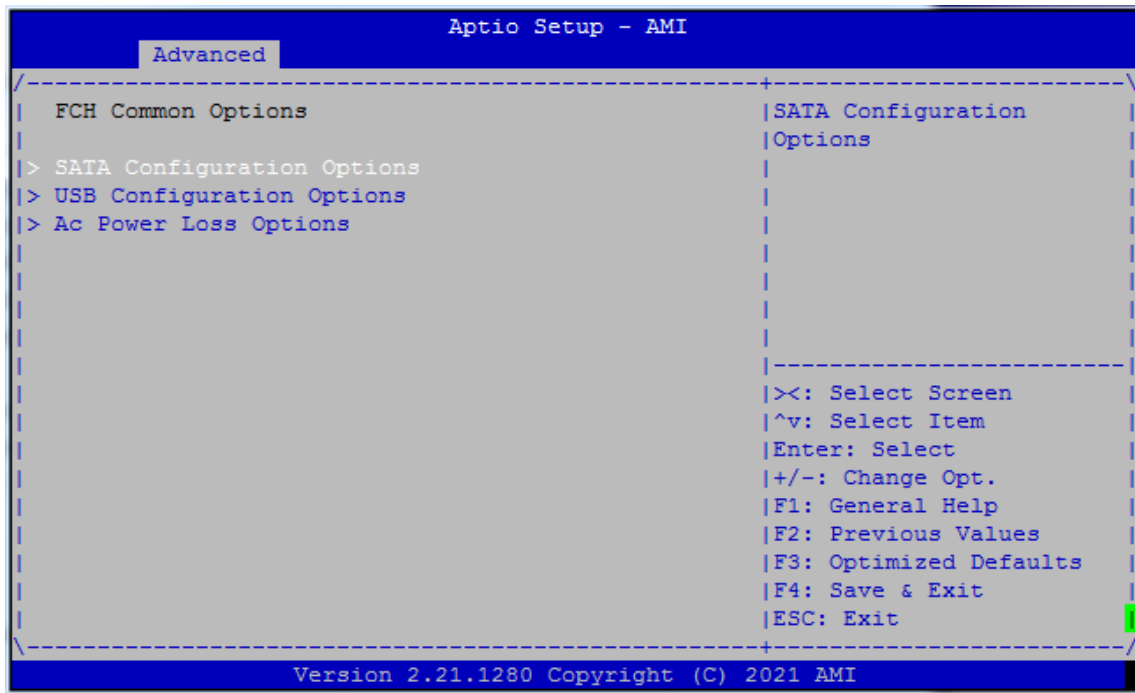 Aptio Setup - AMI
Advanced
FCH Common Options
> SATA Configuration Options
> USB Configuration Options
> Ac Power Loss Options
SATA Configuration
Options
><: Select Screen
^v: Select Item
Enter: Select
+/-: Change Opt.
F1: General Help
F2: Previous Values
F3: Optimized Defaults
F4: Save & Exit
ESC: Exit
Version 2.21.1280 Copyright (C) 2021 AMI